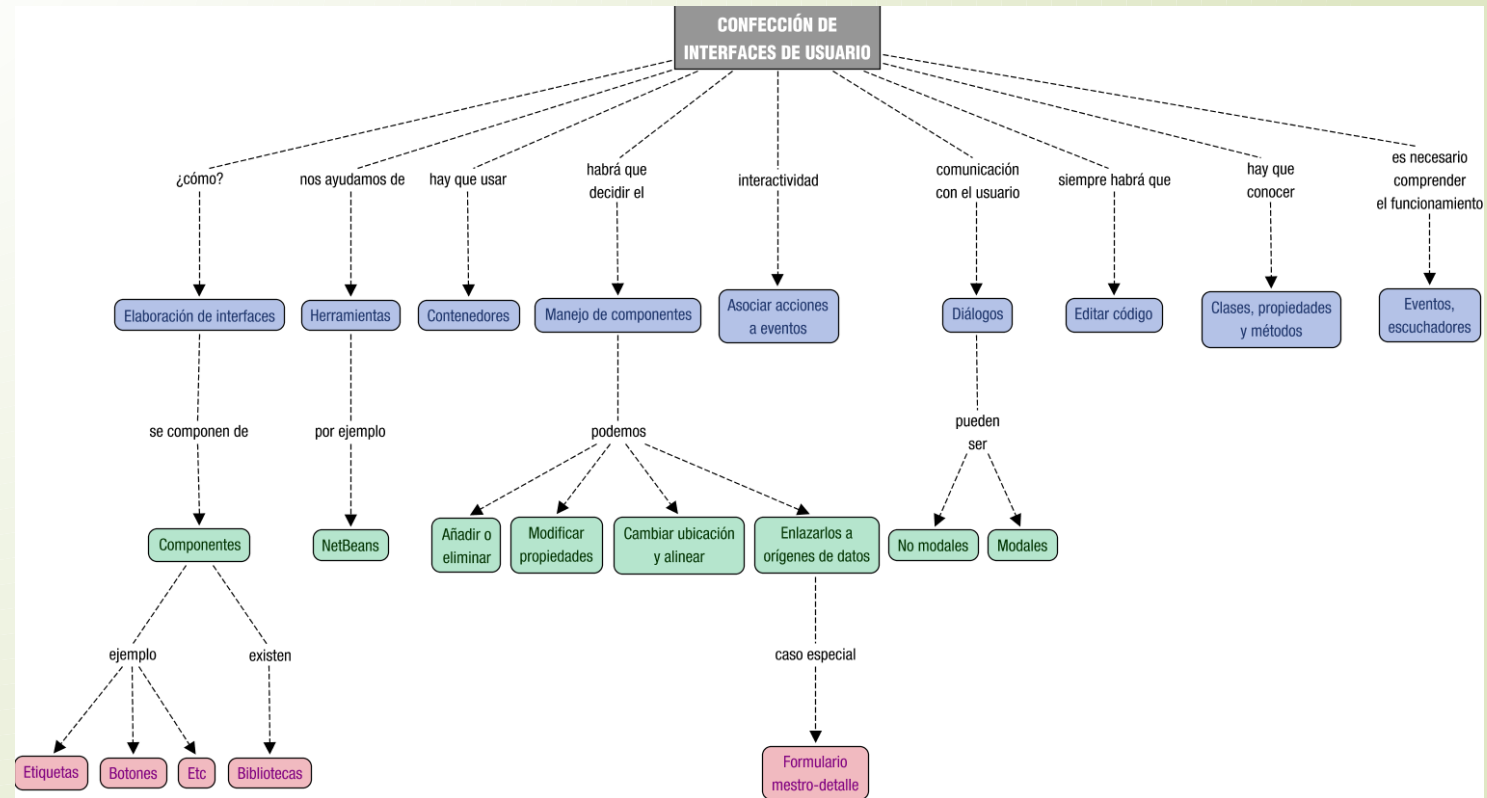 CONFECCIÓN DE
INTERFACES DE USUARIO
¿cómo?
nos ayudamos de
hay que usar
habrá que
decidir el
interactividad
comunicación
con el usuario
siempre habrá que
hay que
conocer
es necesario
comprender
el funcionamiento
Elaboración de interfaces
Herramientas
Contenedores
Manejo de componentes
Asociar acciones
a eventos
Diálogos
Editar código
Clases, propiedades
y métodos
Eventos,
escuchadores
se componen de
por ejemplo
podemos
pueden
ser
Componentes
NetBeans
Añadir o
eliminar
Modificar
propiedades
Cambiar ubicación
y alinear
Enlazarlos a
orígenes de datos
No modales
Modales
ejemplo
existen
caso especial
Etiquetas
Botones
Etc
Bibliotecas
Formulario
mestro-detalle